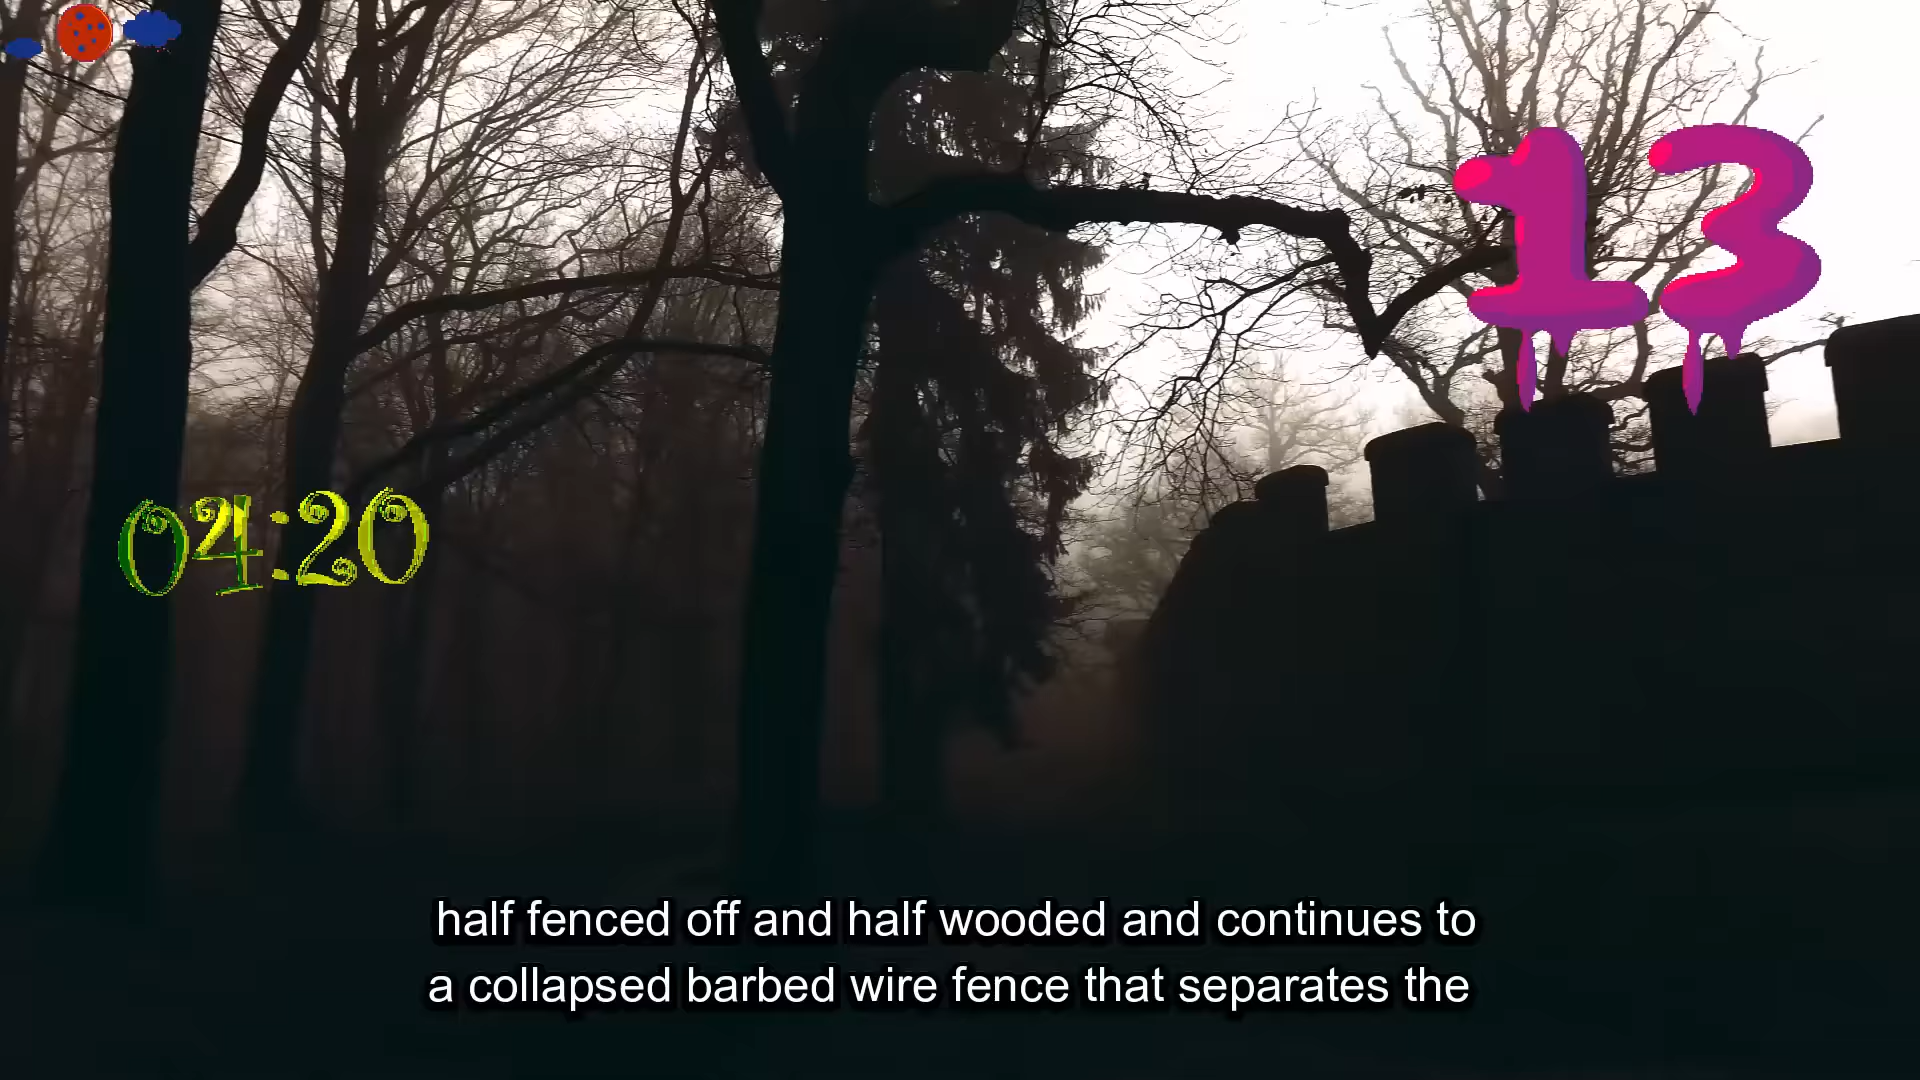 13
04:20
half fenced off and half wooded and continues to
a collapsed barbed wire fence that separates the